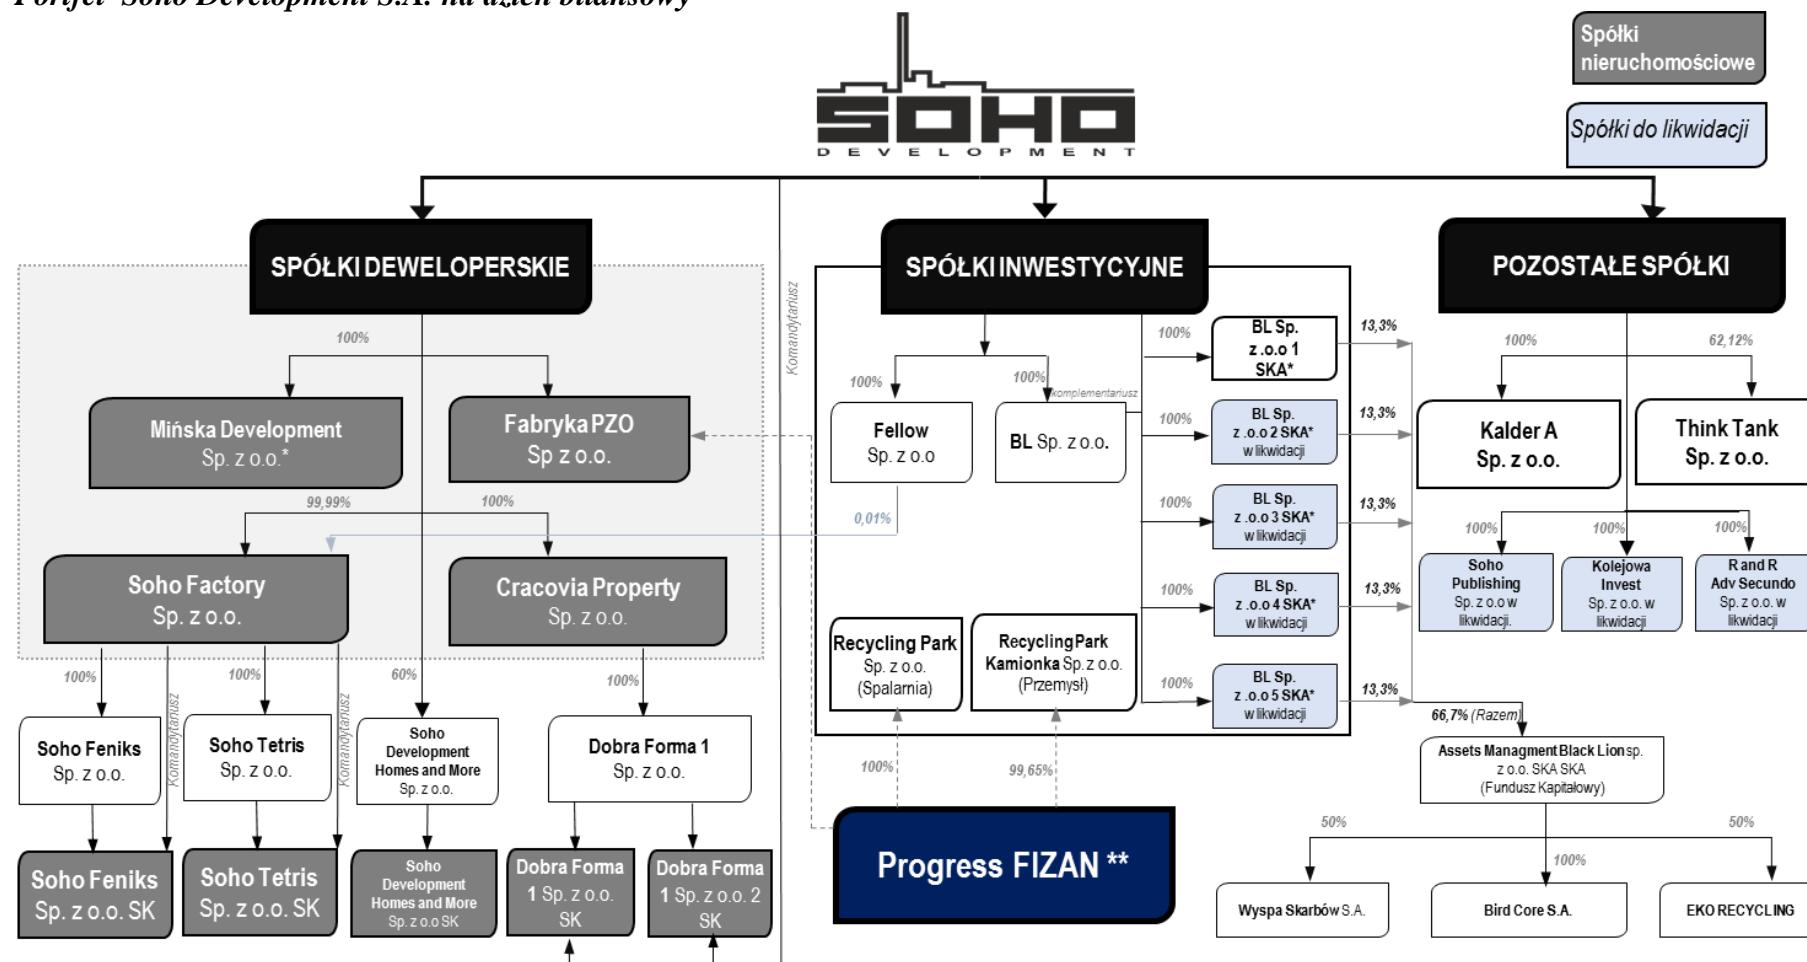 Portfel Soho Development S.A. na dzień bilansowy
Spółki
nieruchomościowe
SOHO
DEVELOPMENT
Spółki do likwidacji
SPÓŁKI DEWELOPERSKIE
SPÓŁKI INWESTYCYJNE
POZOSTAŁE SPÓŁKI
Komandytariusz
100%
Mińska Development
Sp. z o.o.*
Fabryka PZO
Sp z o.o.
99,99%
100%
Soho Factory
Sp. z o.o.
Cracovia Property
Sp. z o.o.
100%
Komandytariusz
100%
Komandytariusz
60%
100%
Soho Feniks
Sp. z o.o.
Soho Tetris
Sp. z o.o.
Soho
Development
Homes and More
Sp. z o.o.
Dobra Forma 1
Sp. z o.o.
Soho Feniks
Sp. z o.o. SK
Soho Tetris
Sp. z o.o. SK
Soho
Development
Homes and More
Sp. z o.o SK
Dobra Forma
1 Sp. z o.o.
SK
Dobra Forma
1 Sp. z o.o. 2
SK
100%
100%
komplementariusz
Fellow
Sp. z o.o
BL Sp. z o.o.
0,01%
100%
BL Sp.
z .o.o 1
SKA*
13,3%
100%
BL Sp.
z .o.o 2 SKA*
w likwidacji
13,3%
100%
BL Sp.
z .o.o 3 SKA*
w likwidacji
13,3%
100%
BL Sp.
z .o.o 4 SKA*
w likwidacji
13,3%
100%
BL Sp.
z .o.o 5 SKA*
w likwidacji
13,3%
Recycling Park
Sp. z o.o.
(Spalarnia)
Recycling Park
Kamionka Sp. z o.o.
(Przemysł)
100%
99,65%
Progress FIZAN **
100%
62,12%
Kalder A
Sp. z o.o.
Think Tank
Sp. z o.o.
100%
100%
100%
Soho
Publishing
Sp. z o.o w
likwidacji.
Kolejowa
Invest
Sp. z o.o. w
likwidacji
R and R
Adv Secundo
Sp. z o.o. w
likwidacji
66,7% (Razem)
Assets Managment Black Lion sp.
z o.o. SKA SKA
(Fundusz Kapitałowy)
50%
100%
50%
Wyspa Skarbów S.A.
Bird Core S.A.
EKO RECYCLING